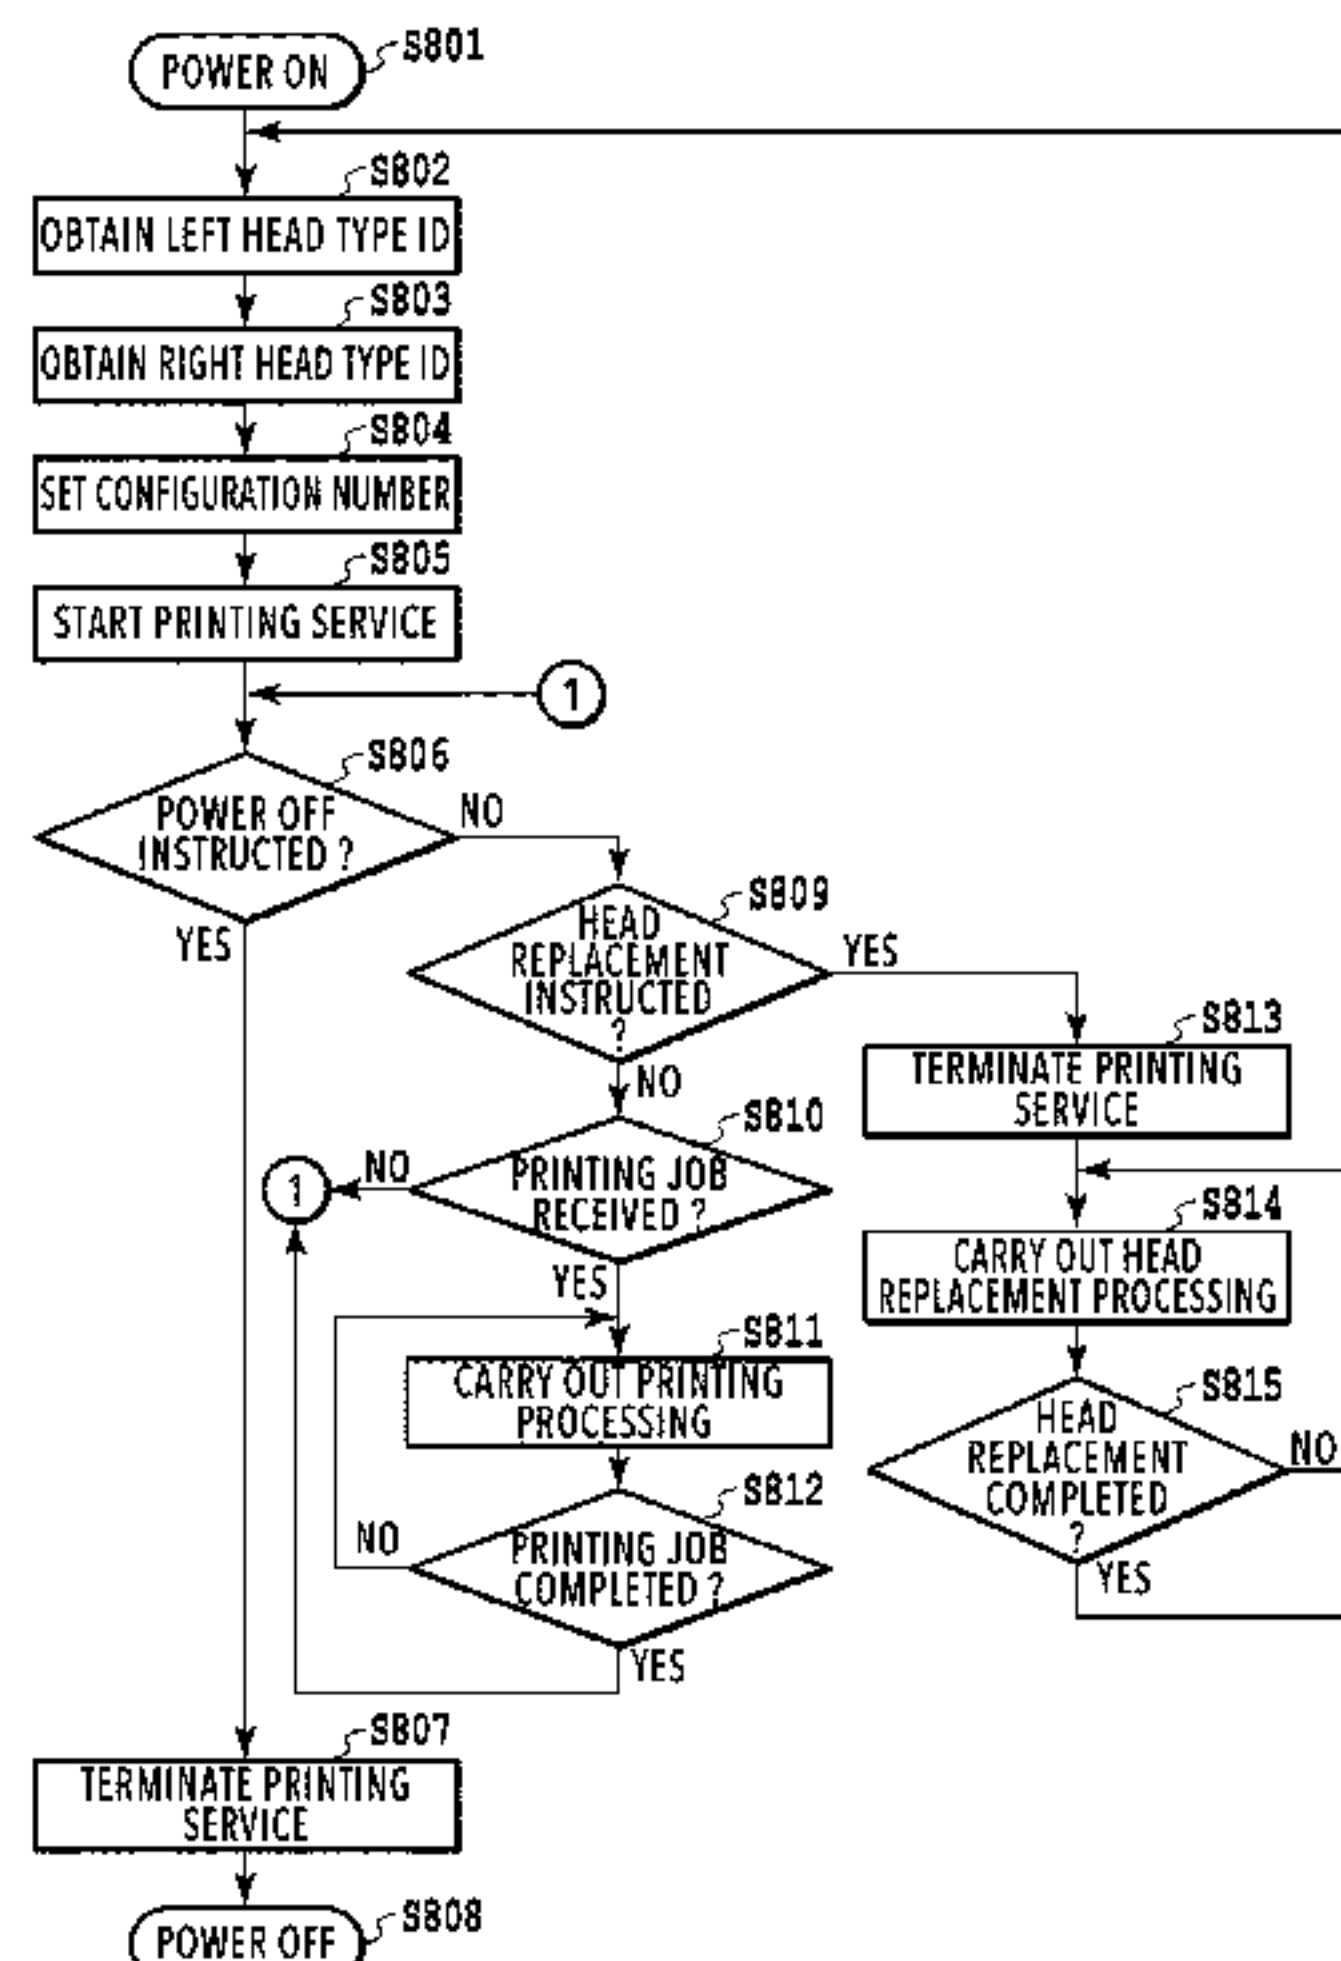 POWER ON
S801
S802
OBTAIN LEFT HEAD TYPE ID
S803
OBTAIN RIGHT HEAD TYPE ID
S804
SET CONFIGURATION NUMBER
S805
START PRINTING SERVICE
1
S806
POWER OFF
INSTRUCTED ?
NO
YES
S809
HEAD
REPLACEMENT
INSTRUCTED
?
YES
NO
S813
TERMINATE PRINTING
SERVICE
S810
PRINTING JOB
RECEIVED ?
NO
1
YES
S814
CARRY OUT HEAD
REPLACEMENT PROCESSING
S811
CARRY OUT PRINTING
PROCESSING
S815
HEAD
REPLACEMENT
COMPLETED
?
NO
YES
S812
PRINTING JOB
COMPLETED ?
NO
YES
S807
TERMINATE PRINTING
SERVICE
S808
POWER OFF